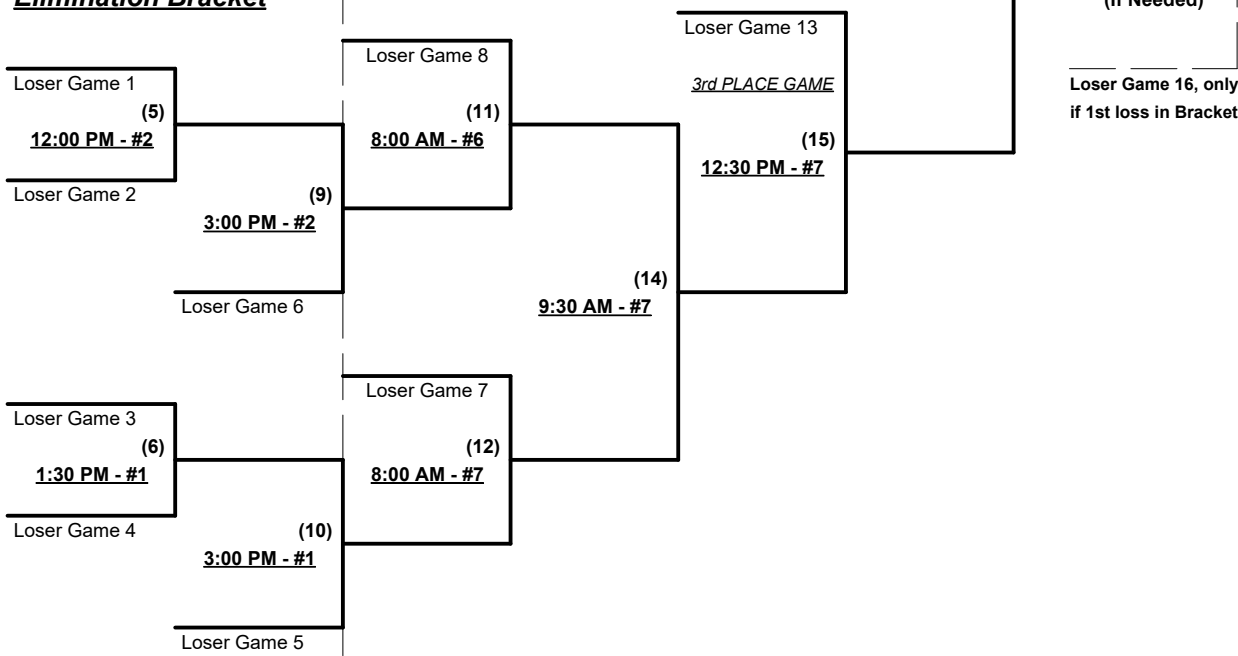 Elimination Bracket
(If Needed)
Loser Game 13
Loser Game 8
Loser Game 1
3rd PLACE GAME
Loser Game 16, only
if 1st loss in Bracket
(5)
12:00 PM - #2
(11)
8:00 AM - #6
(15)
12:30 PM - #7
Loser Game 2
(9)
3:00 PM - #2
(14)
9:30 AM - #7
Loser Game 6
Loser Game 7
Loser Game 3
(6)
1:30 PM - #1
(12)
8:00 AM - #7
Loser Game 4
(10)
3:00 PM - #1
Loser Game 5